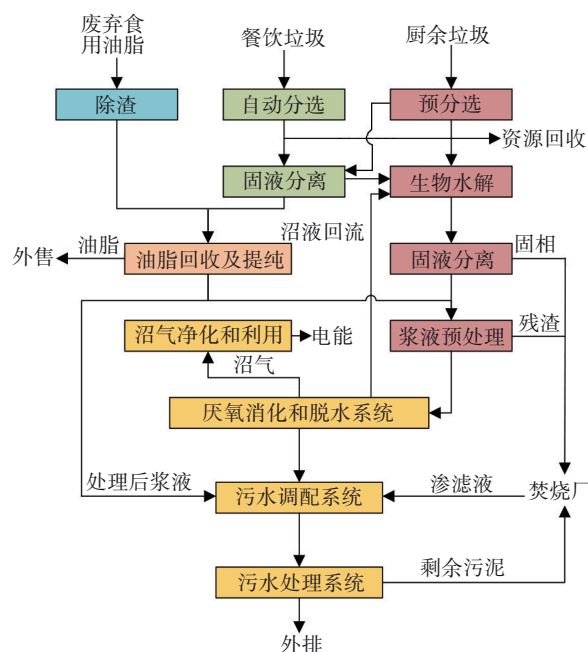 废弃食
用油脂
餐饮垃圾
厨余垃圾
除渣
自动分选
预分选
资源回收
固液分离
生物水解
沼液回流
油脂
外售
油脂回收及提纯
固液分离
固相
沼气净化和利用
电能
浆液预处理
残渣
沼气
厌氧消化和脱水系统
处理后浆液
污水调配系统
渗滤液
焚烧厂
污水处理系统
剩余污泥
外排